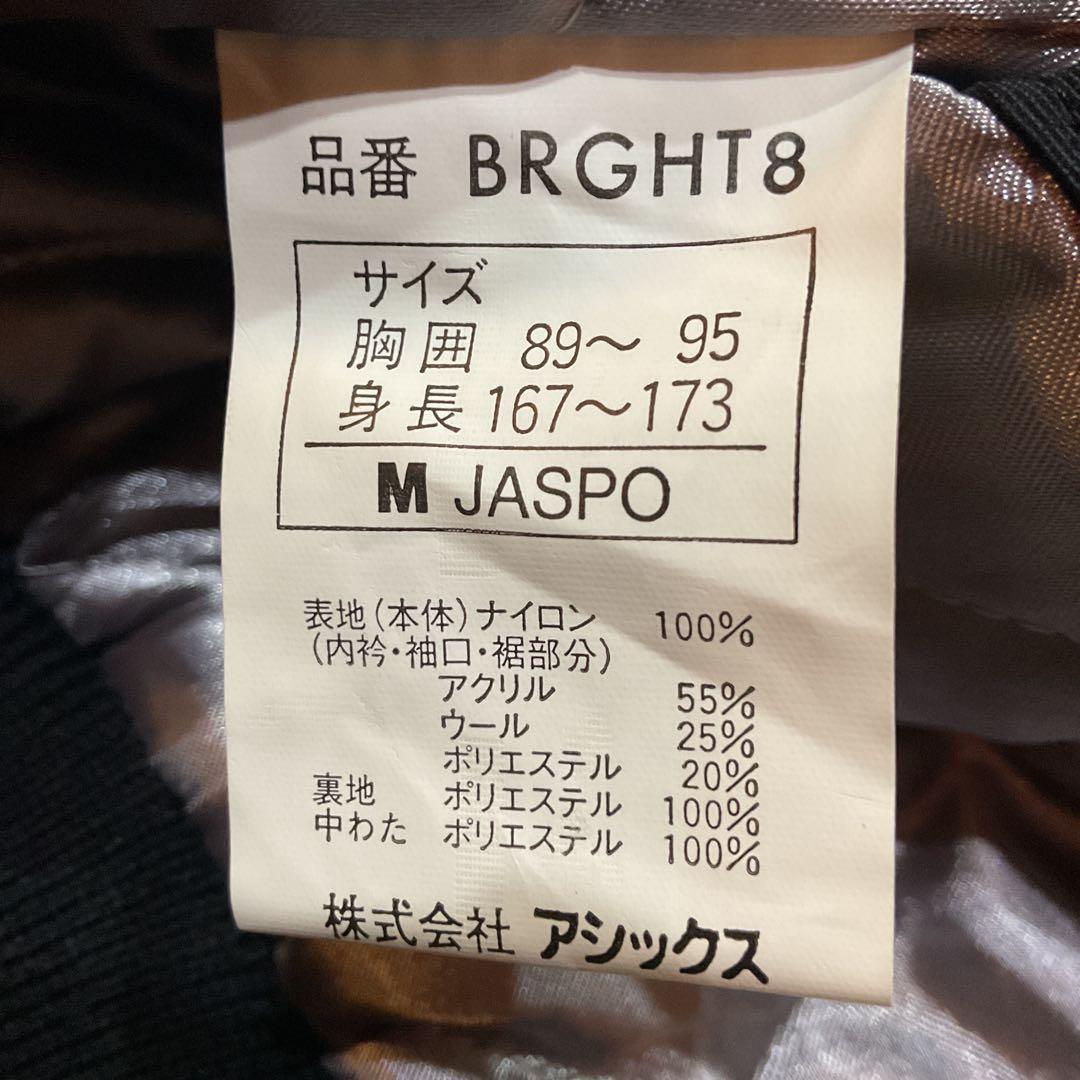 品番 BRGHT8
サイズ
胸囲 89〜 95
身長 167〜173
M JASPO
表地(本体)ナイロン 100%
(内衿・袖口・裾部分)
アクリル 55%
ウール 25%
ポリエステル 20%
裏地 ポリエステル 100%
中わた ポリエステル 100%
株式会社 アシックス